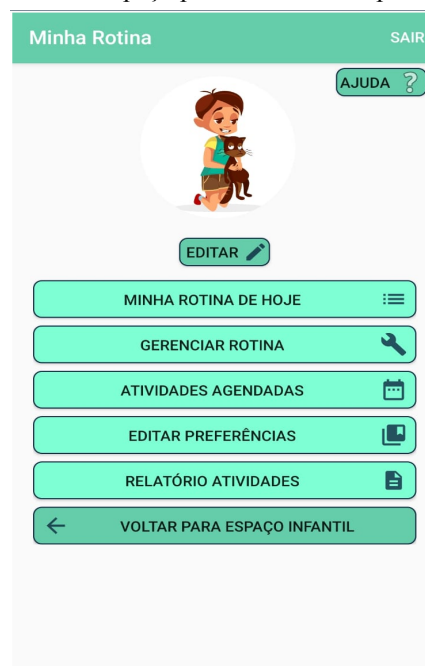 Minha Rotina SAIR
AJUDA ?
EDITAR
MINHA ROTINA DE HOJE
GERENCIAR ROTINA
ATIVIDADES AGENDADAS
EDITAR PREFERÊNCIAS
RELATÓRIO ATIVIDADES
VOLTAR PARA ESPAÇO INFANTIL